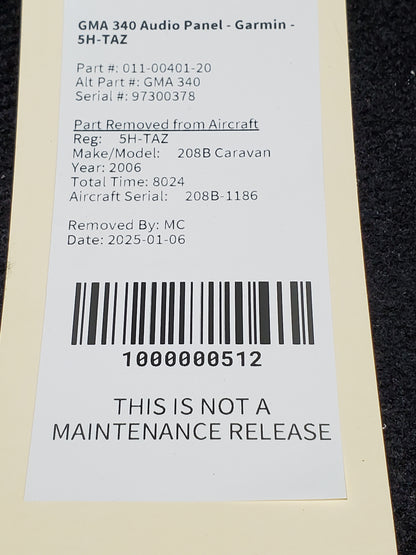 GMA 340 Audio Panel - Garmin -
5H-TAZ
Part #: 011-00401-20
Alt Part #: GMA 340
Serial #: 97300378
Part Removed from Aircraft
Reg: 5H-TAZ
Make/Model: 208B Caravan
Year: 2006
Total Time: 8024
Aircraft Serial: 208B-1186
Removed By: MC
Date: 2025-01-06
1000000512
THIS IS NOT A
MAINTENANCE RELEASE